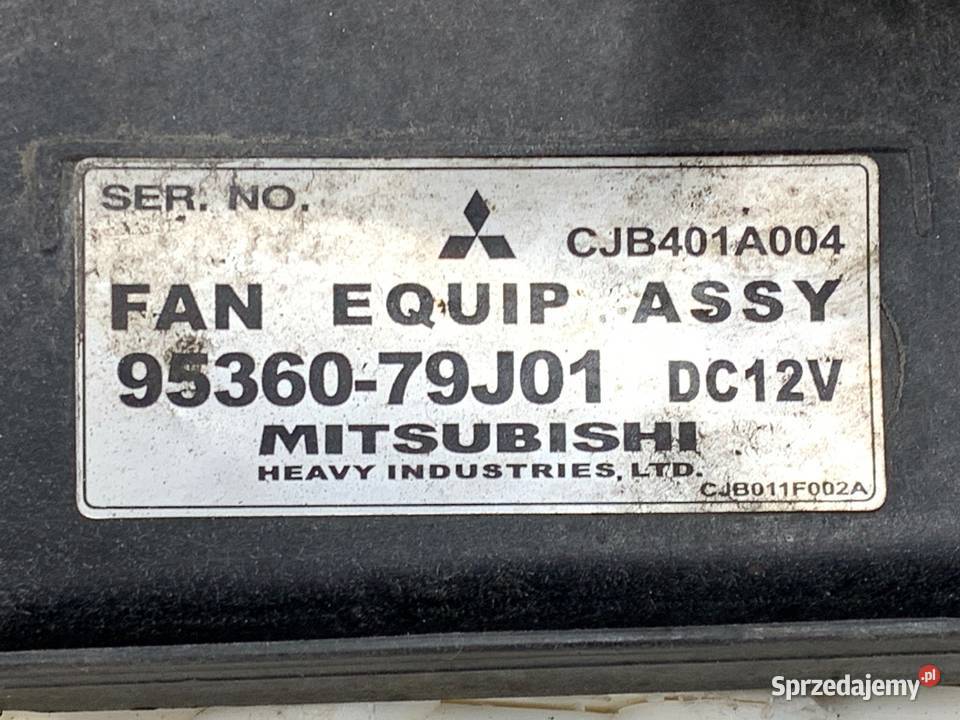 SER. NO.
CJB401A004
FAN EQUIP ASSY
95360-79J01 DC12V
MITSUBISHI
HEAVY INDUSTRIES, LTD.
CJB011F002A
Sprzedajemy.pl